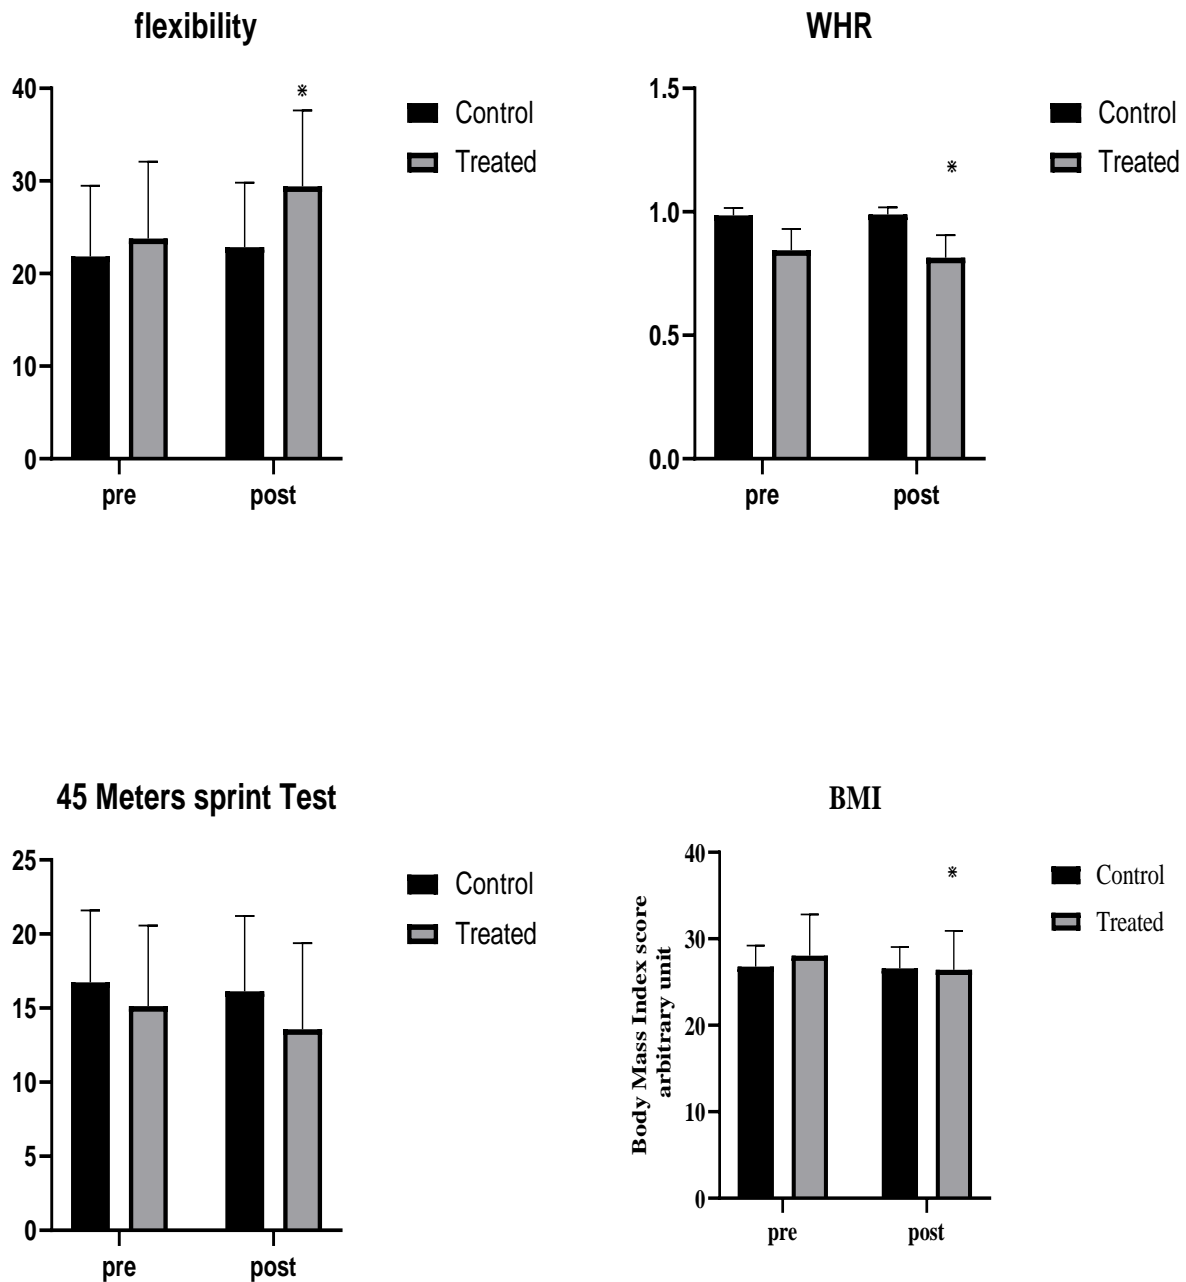 flexibility
40
30
20
10
0
※
pre
post
Control
Treated
WHR
1.5
1.0
0.5
0.0
※
pre
post
Control
Treated
45 Meters sprint Test
25
20
15
10
5
0
pre
post
Control
Treated
BMI
Body Mass Index score
arbitrary unit
40
30
20
10
0
※
pre
post
Control
Treated